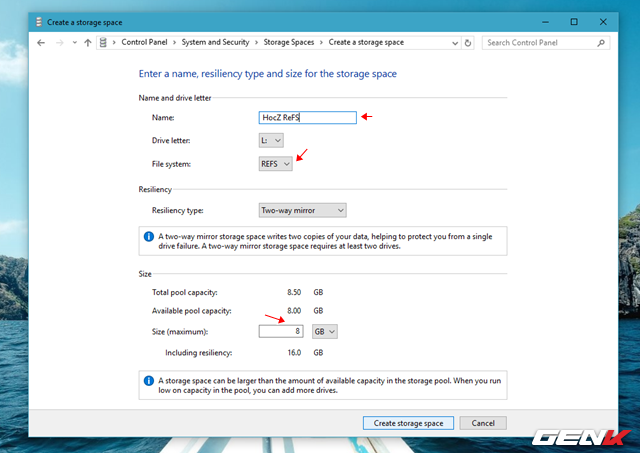 Create a storage space
Control Panel > System and Security > Storage Spaces > Create a storage space
Search Control Panel
Enter a name, resiliency type and size for the storage space
Name and drive letter
Name: HocZ ReFS
Drive letter: L:
File system: REFS
Resiliency
Resiliency type: Two-way mirror
A two-way mirror storage space writes two copies of your data, helping to protect you from a single
drive failure. A two-way mirror storage space requires at least two drives.
Size
Total pool capacity: 8.50 GB
Available pool capacity: 8.00 GB
Size (maximum): 8 GB
Including resiliency: 16.0 GB
A storage space can be larger than the amount of available capacity in the storage pool. When you run
low on capacity in the pool, you can add more drives.
Create storage space Cancel
GENK